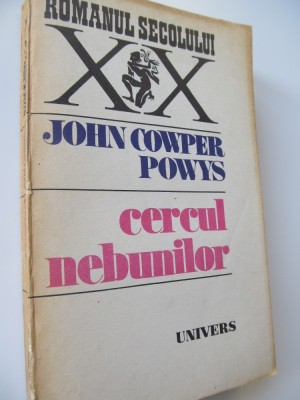 ROMANUL SECOLULUI
XX
JOHN COWPER
POWYS
cercul
nebunilor
UNIVERS